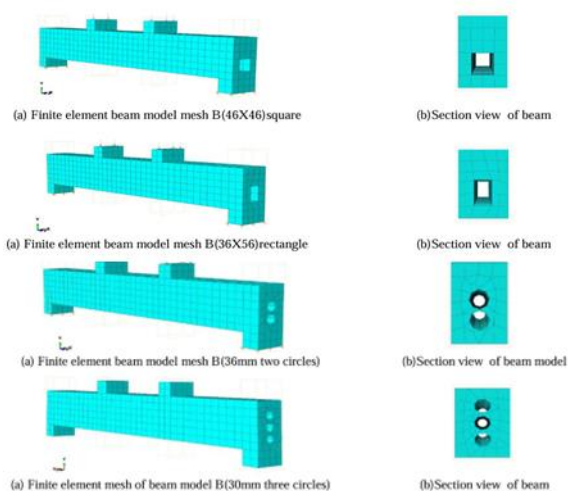 (a) Finite element beam model mesh B(46X46)square
(b)Section view of beam
(a) Finite element beam model mesh B(36X56)rectangle
(b)Section view of beam
(a) Finite element beam model mesh B(36mm two circles)
(b)Section view of beam model
(a) Finite element mesh of beam model B(30mm three circles)
(b)Section view of beam